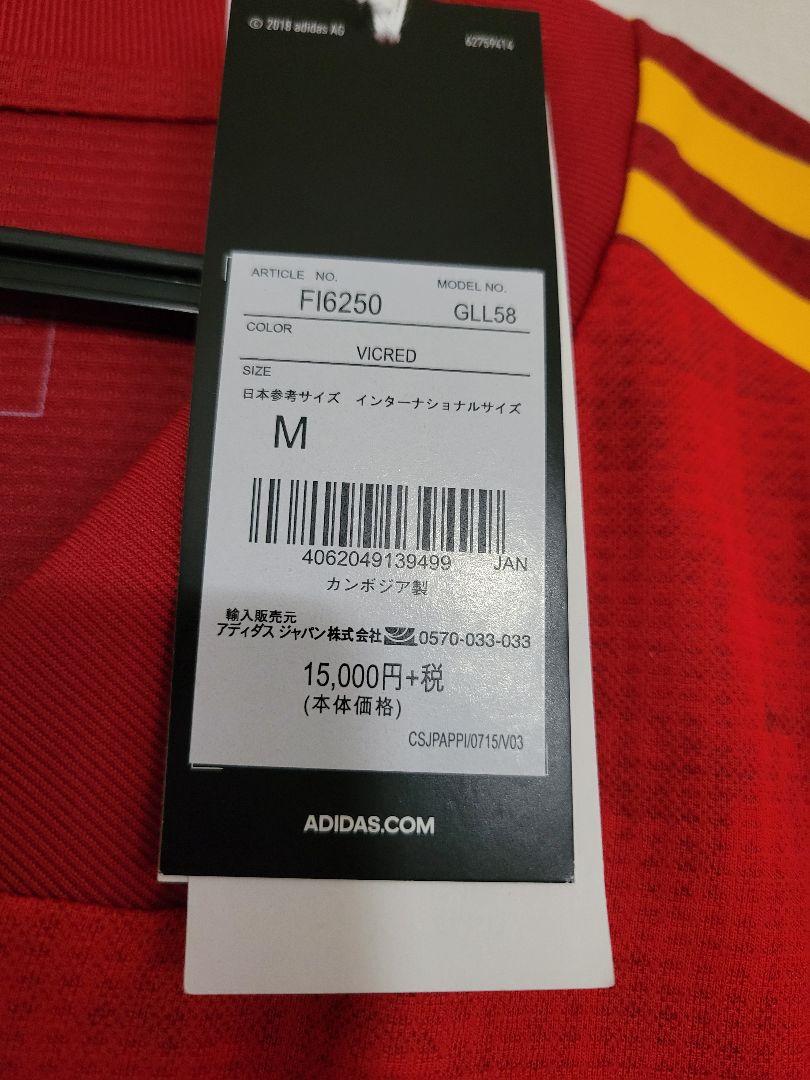 © 2018 adidas AG
62759414
ARTICLE NO.
MODEL NO.
FI6250
GLL58
COLOR
VICRED
SIZE
日本参考サイズ インターナショナルサイズ
M
4062049139499 JAN
カンボジア製
輸入販売元
アディダス ジャパン株式会社 0570-033-033
15,000円+税
(本体価格)
CSJPAPPI/0715/V03
ADIDAS.COM